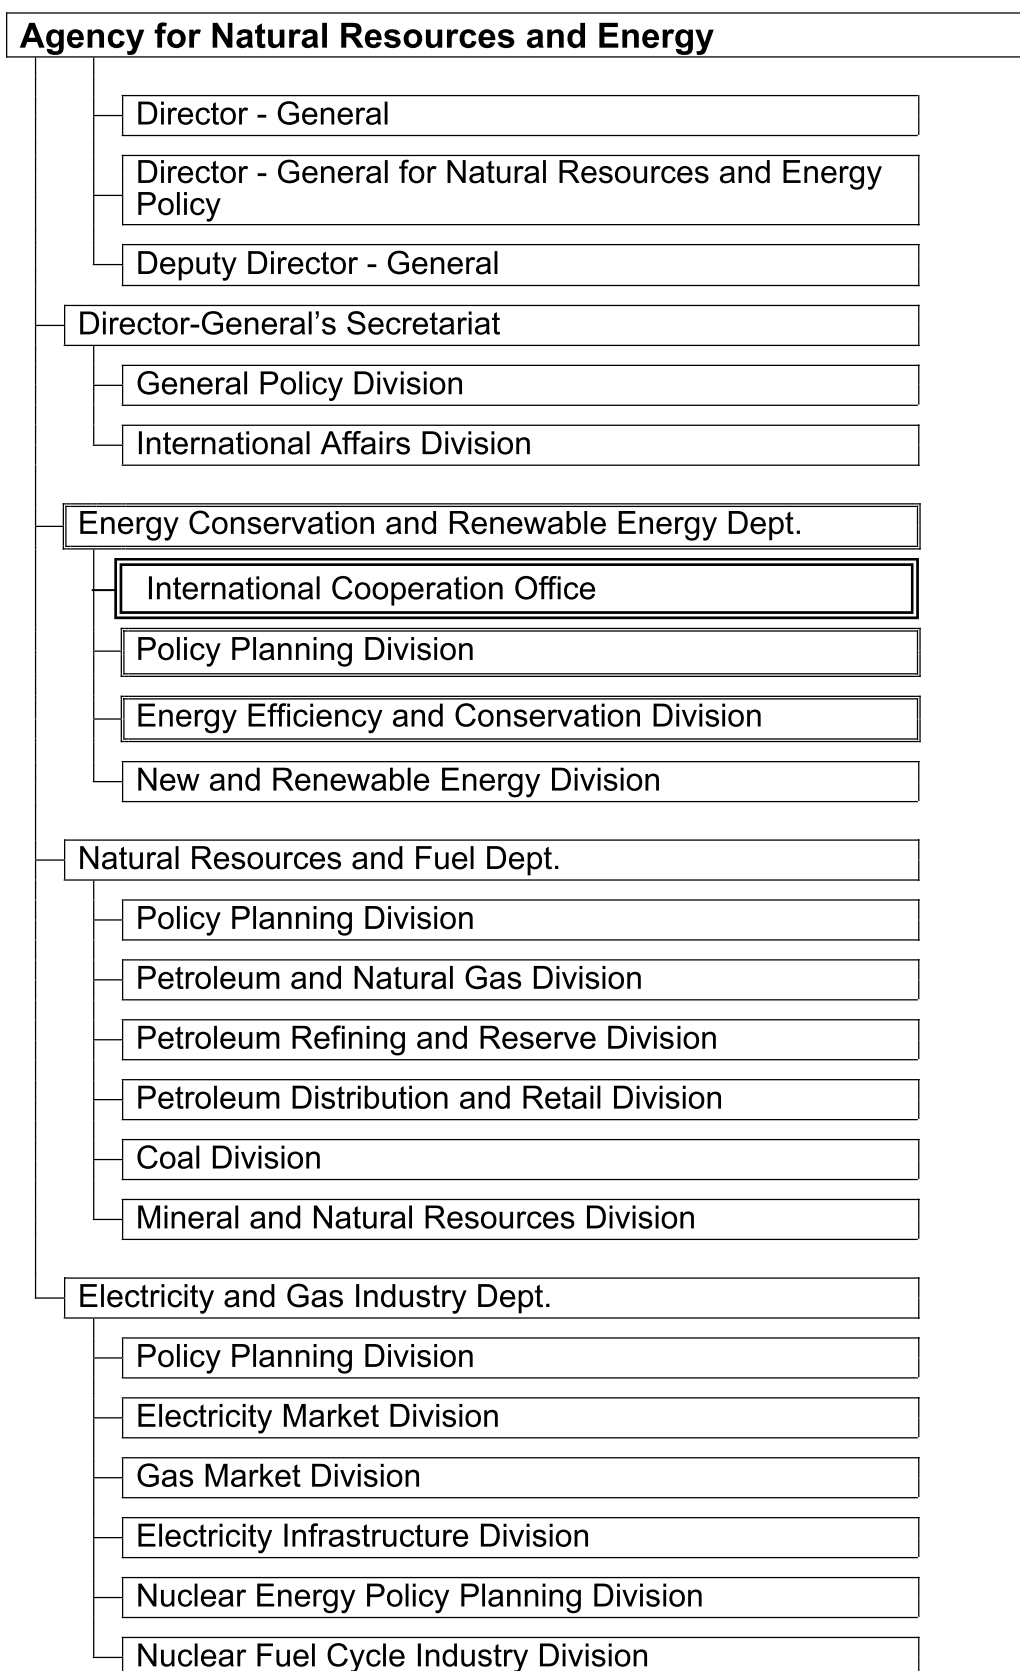 Agency for Natural Resources and Energy
Director - General
Director - General for Natural Resources and Energy
Policy
Deputy Director - General
Director-General’s Secretariat
General Policy Division
International Affairs Division
Energy Conservation and Renewable Energy Dept.
International Cooperation Office
Policy Planning Division
Energy Efficiency and Conservation Division
New and Renewable Energy Division
Natural Resources and Fuel Dept.
Policy Planning Division
Petroleum and Natural Gas Division
Petroleum Refining and Reserve Division
Petroleum Distribution and Retail Division
Coal Division
Mineral and Natural Resources Division
Electricity and Gas Industry Dept.
Policy Planning Division
Electricity Market Division
Gas Market Division
Electricity Infrastructure Division
Nuclear Energy Policy Planning Division
Nuclear Fuel Cycle Industry Division